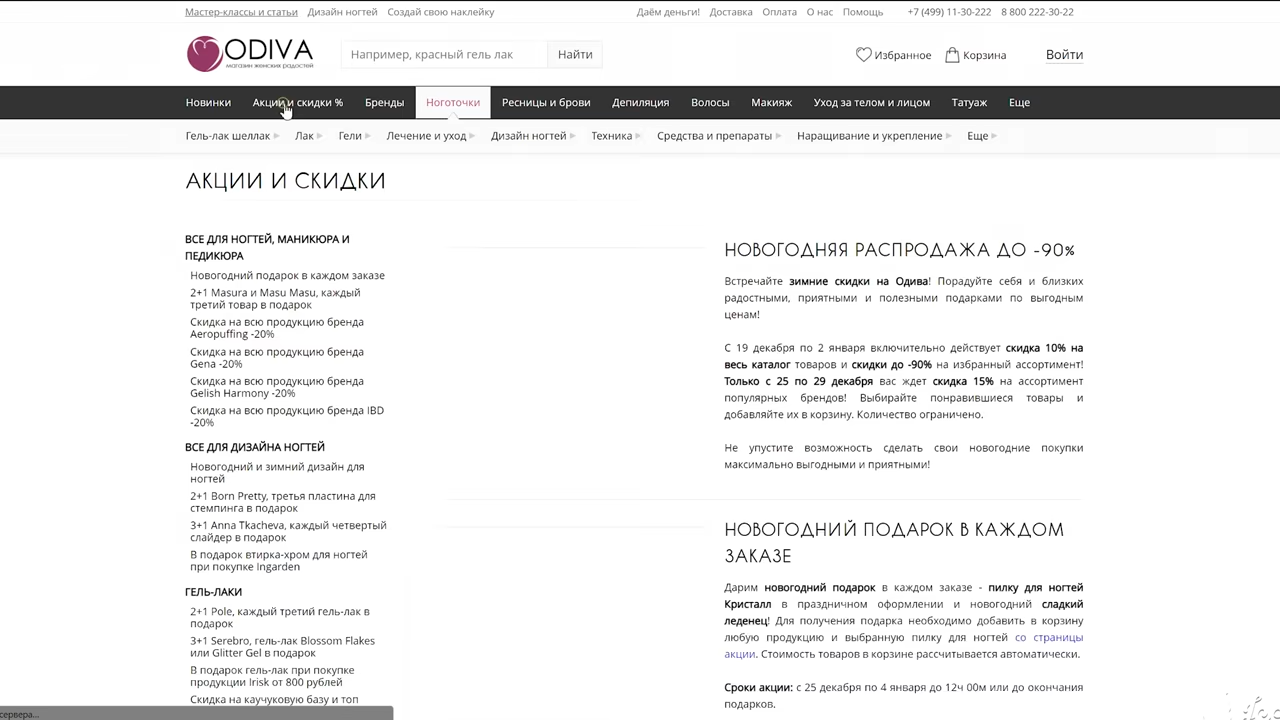 Мастер-классы и статьи Дизайн ногтей Создай свою наклейку Даём деньги! Доставка Оплата О нас Помощь +7 (499) 11-30-222 8 800 222-30-22
ODIVA
магазин женских радостей
Например, красный гель лак Найти Избранное Корзина Войти
Новинки Акции и скидки % Бренды Ноготочки Ресницы и брови Депиляция Волосы Макияж Уход за телом и лицом Татуаж Еще
Гель-лак шеллак Лак Гели Лечение и уход Дизайн ногтей Техника Средства и препараты Наращивание и укрепление Еще
АКЦИИ И СКИДКИ
ВСЕ ДЛЯ НОГТЕЙ, МАНИКЮРА И
ПЕДИКЮРА
Новогодний подарок в каждом заказе
2+1 Masura и Masu Masu, каждый
третий товар в подарок
Скидка на всю продукцию бренда
Aeropuffing -20%
Скидка на всю продукцию бренда
Gena -20%
Скидка на всю продукцию бренда
Gelish Harmony -20%
Скидка на всю продукцию бренда IBD
-20%
ВСЕ ДЛЯ ДИЗАЙНА НОГТЕЙ
Новогодний и зимний дизайн для
ногтей
2+1 Born Pretty, третья пластина для
стемпинга в подарок
3+1 Anna Tkacheva, каждый четвертый
слайдер в подарок
В подарок втирка-хром для ногтей
при покупке Ingarden
ГЕЛЬ-ЛАКИ
2+1 Pole, каждый третий гель-лак в
подарок
3+1 Serebro, гель-лак Blossom Flakes
или Glitter Gel в подарок
В подарок гель-лак при покупке
продукции Irisk от 800 рублей
Скидка на каучуковую базу и топ
НОВОГОДНЯЯ РАСПРОДАЖА ДО -90%
Встречайте зимние скидки на Одива! Порадуйте себя и близких
радостными, приятными и полезными подарками по выгодным
ценам!
С 19 декабря по 2 января включительно действует скидка 10% на
весь каталог товаров и скидки до -90% на избранный ассортимент!
Только с 25 по 29 декабря вас ждет скидка 15% на ассортимент
популярных брендов! Выбирайте понравившиеся товары и
добавляйте их в корзину. Количество ограничено.
Не упустите возможность сделать свои новогодние покупки
максимально выгодными и приятными!
НОВОГОДНИЙ ПОДАРОК В КАЖДОМ
ЗАКАЗЕ
Дарим новогодний подарок в каждом заказе - пилку для ногтей
Кристалл в праздничном оформлении и новогодний сладкий
леденец! Для получения подарка необходимо добавить в корзину
любую продукцию и выбранную пилку для ногтей со страницы
акции. Стоимость товаров в корзине рассчитывается автоматически.
Сроки акции: с 25 декабря по 4 января до 12ч 00м или до окончания
подарков.
сервера...